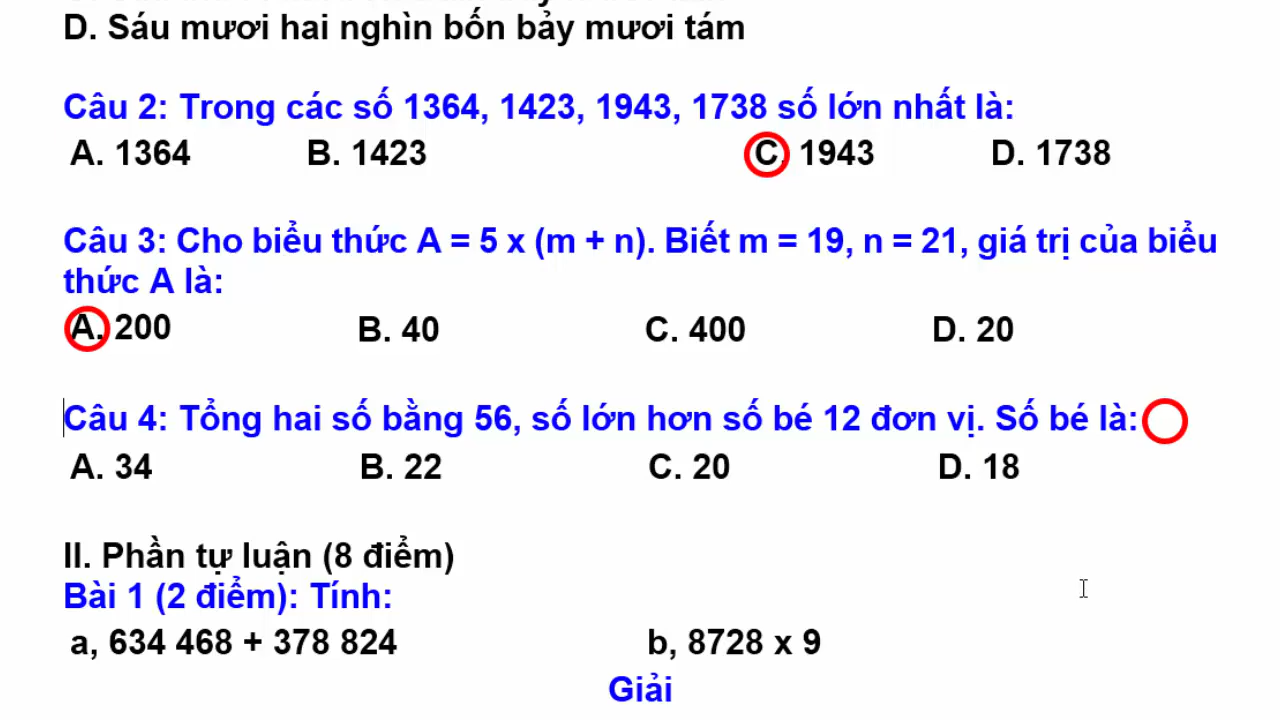 D. Sáu mươi hai nghìn bốn bảy mươi tám
Câu 2: Trong các số 1364, 1423, 1943, 1738 số lớn nhất là:
A. 1364 B. 1423 C. 1943 D. 1738
Câu 3: Cho biểu thức A = 5 x (m + n). Biết m = 19, n = 21, giá trị của biểu
thức A là:
A. 200 B. 40 C. 400 D. 20
Câu 4: Tổng hai số bằng 56, số lớn hơn số bé 12 đơn vị. Số bé là:
A. 34 B. 22 C. 20 D. 18
II. Phần tự luận (8 điểm)
Bài 1 (2 điểm): Tính:
a, 634 468 + 378 824 b, 8728 x 9
Giải